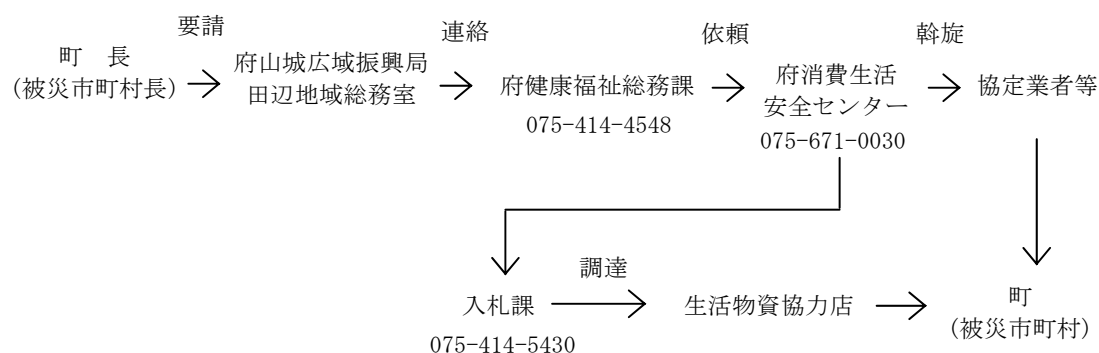 要請
連絡
依頼
斡旋
町　長
(被災市町村長)
府山城広域振興局
田辺地域総務室
府健康福祉総務課
075-414-4548
府消費生活
安全センター
075-671-0030
協定業者等
調達
入札課
075-414-5430
生活物資協力店
町
(被災市町村)